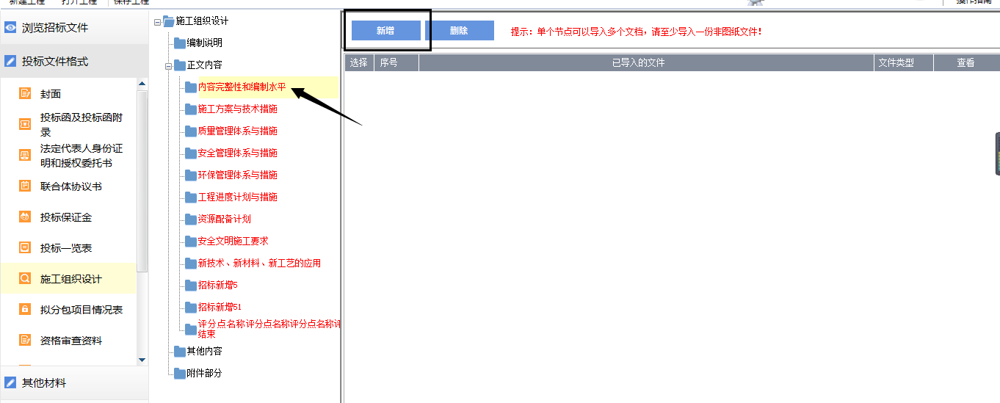 新建工程 打开工程 保存工程 操作指南
浏览招标文件
投标文件格式
封面
投标函及投标函附
录
法定代表人身份证
明和授权委托书
联合体协议书
投标保证金
投标一览表
施工组织设计
拟分包项目情况表
资格审查资料
其他材料
施工组织设计
编制说明
正文内容
内容完整性和编制水平
施工方案与技术措施
质量管理体系与措施
安全管理体系与措施
环保管理体系与措施
工程进度计划与措施
资源配备计划
安全文明施工要求
新技术、新材料、新工艺的应用
招标新增5
招标新增51
评分点名称评分点名称评分点名称评
结束
其他内容
附件部分
新增 删除 提示：单个节点可以导入多个文档，请至少导入一份非图纸文件！
选择 序号 已导入的文件 文件类型 查看